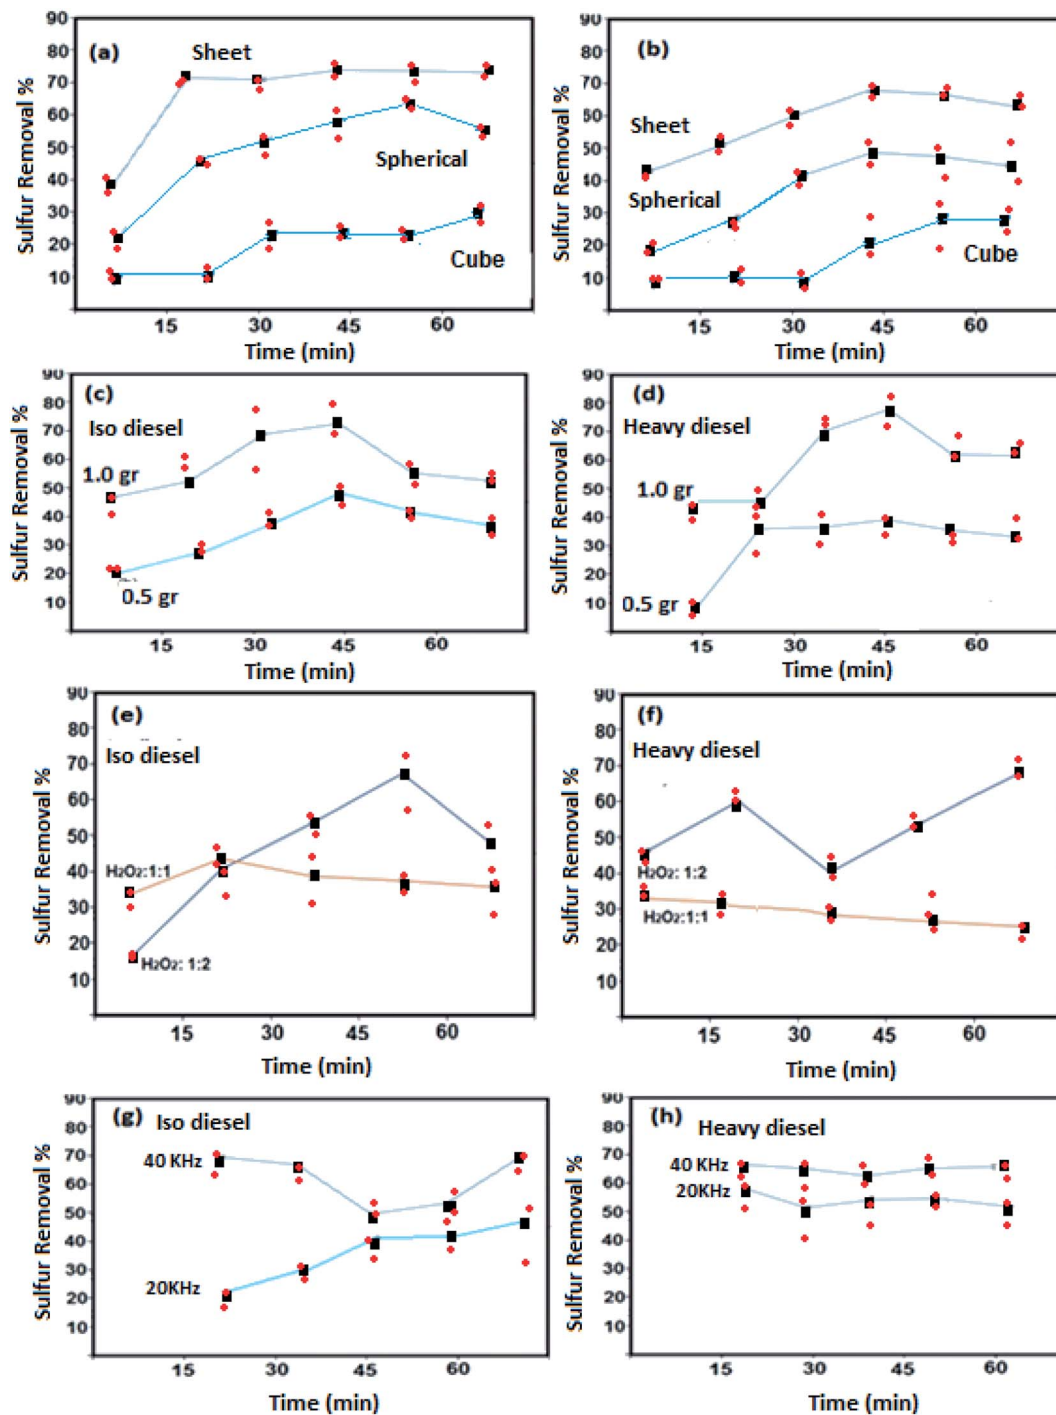 90
80
70
60
50
40
30
20
10
Sulfur Removal %
(a)
Sheet
Spherical
Cube
15 30 45 60
Time (min)
90
80
70
60
50
40
30
20
10
Sulfur Removal %
(b)
Sheet
Spherical
Cube
15 30 45 60
Time (min)
90
80
70
60
50
40
30
20
10
Sulfur Removal %
(c)
Iso diesel
1.0 gr
0.5 gr
15 30 45 60
Time (min)
90
80
70
60
50
40
30
20
10
Sulfur Removal %
(d)
Heavy diesel
1.0 gr
0.5 gr
15 30 45 60
Time (min)
90
80
70
60
50
40
30
20
10
Sulfur Removal %
(e)
Iso diesel
H₂O₂:1:1
H₂O₂: 1:2
15 30 45 60
Time (min)
90
80
70
60
50
40
30
20
10
Sulfur Removal %
(f)
Heavy diesel
H₂O₂: 1:2
H₂O₂:1:1
15 30 45 60
Time (min)
90
80
70
60
50
40
30
20
10
Sulfur Removal %
(g)
Iso diesel
40 KHz
20KHz
15 30 45 60
Time (min)
90
80
70
60
50
40
30
20
10
Sulfur Removal %
(h)
Heavy diesel
40 KHz
20KHz
15 30 45 60
Time (min)